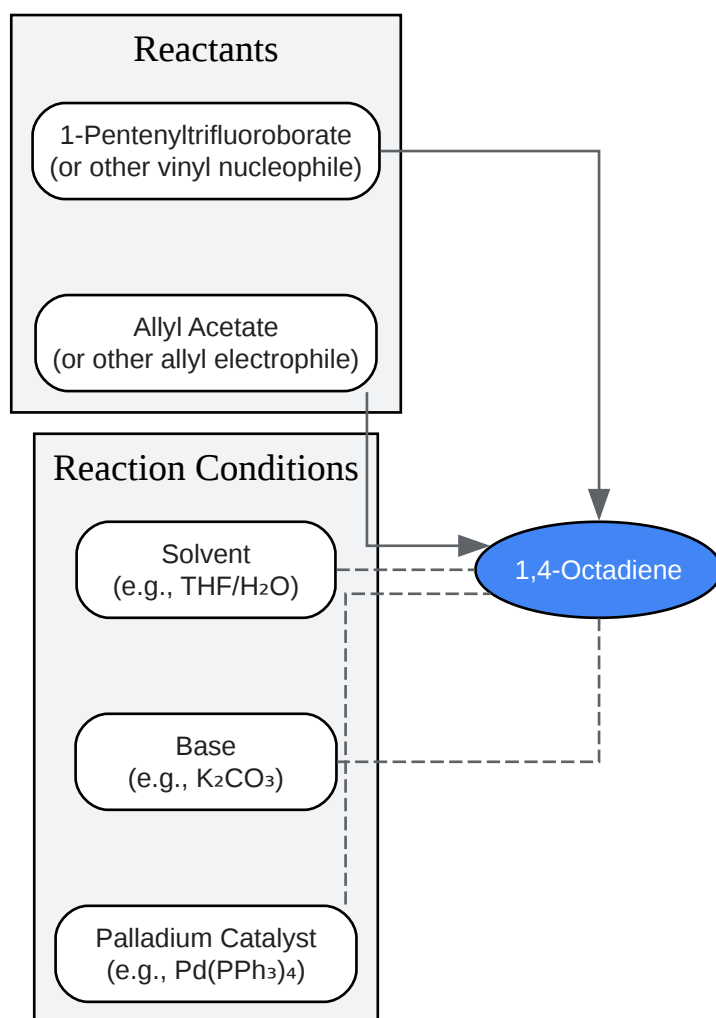 Reactants
1-Pentenyltrifluoroborate
(or other vinyl nucleophile)
Allyl Acetate
(or other allyl electrophile)
Reaction Conditions
Solvent
(e.g., THF/H₂O)
1,4-Octadiene
Base
(e.g., K₂CO₃)
Palladium Catalyst
(e.g., Pd(PPh₃)₄)